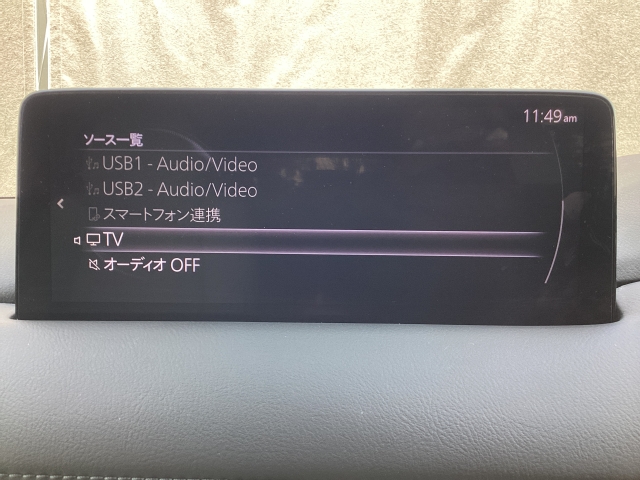 11:49am
ソース一覧
USB1 - Audio/Video
USB2 - Audio/Video
スマートフォン連携
TV
オーディオ OFF